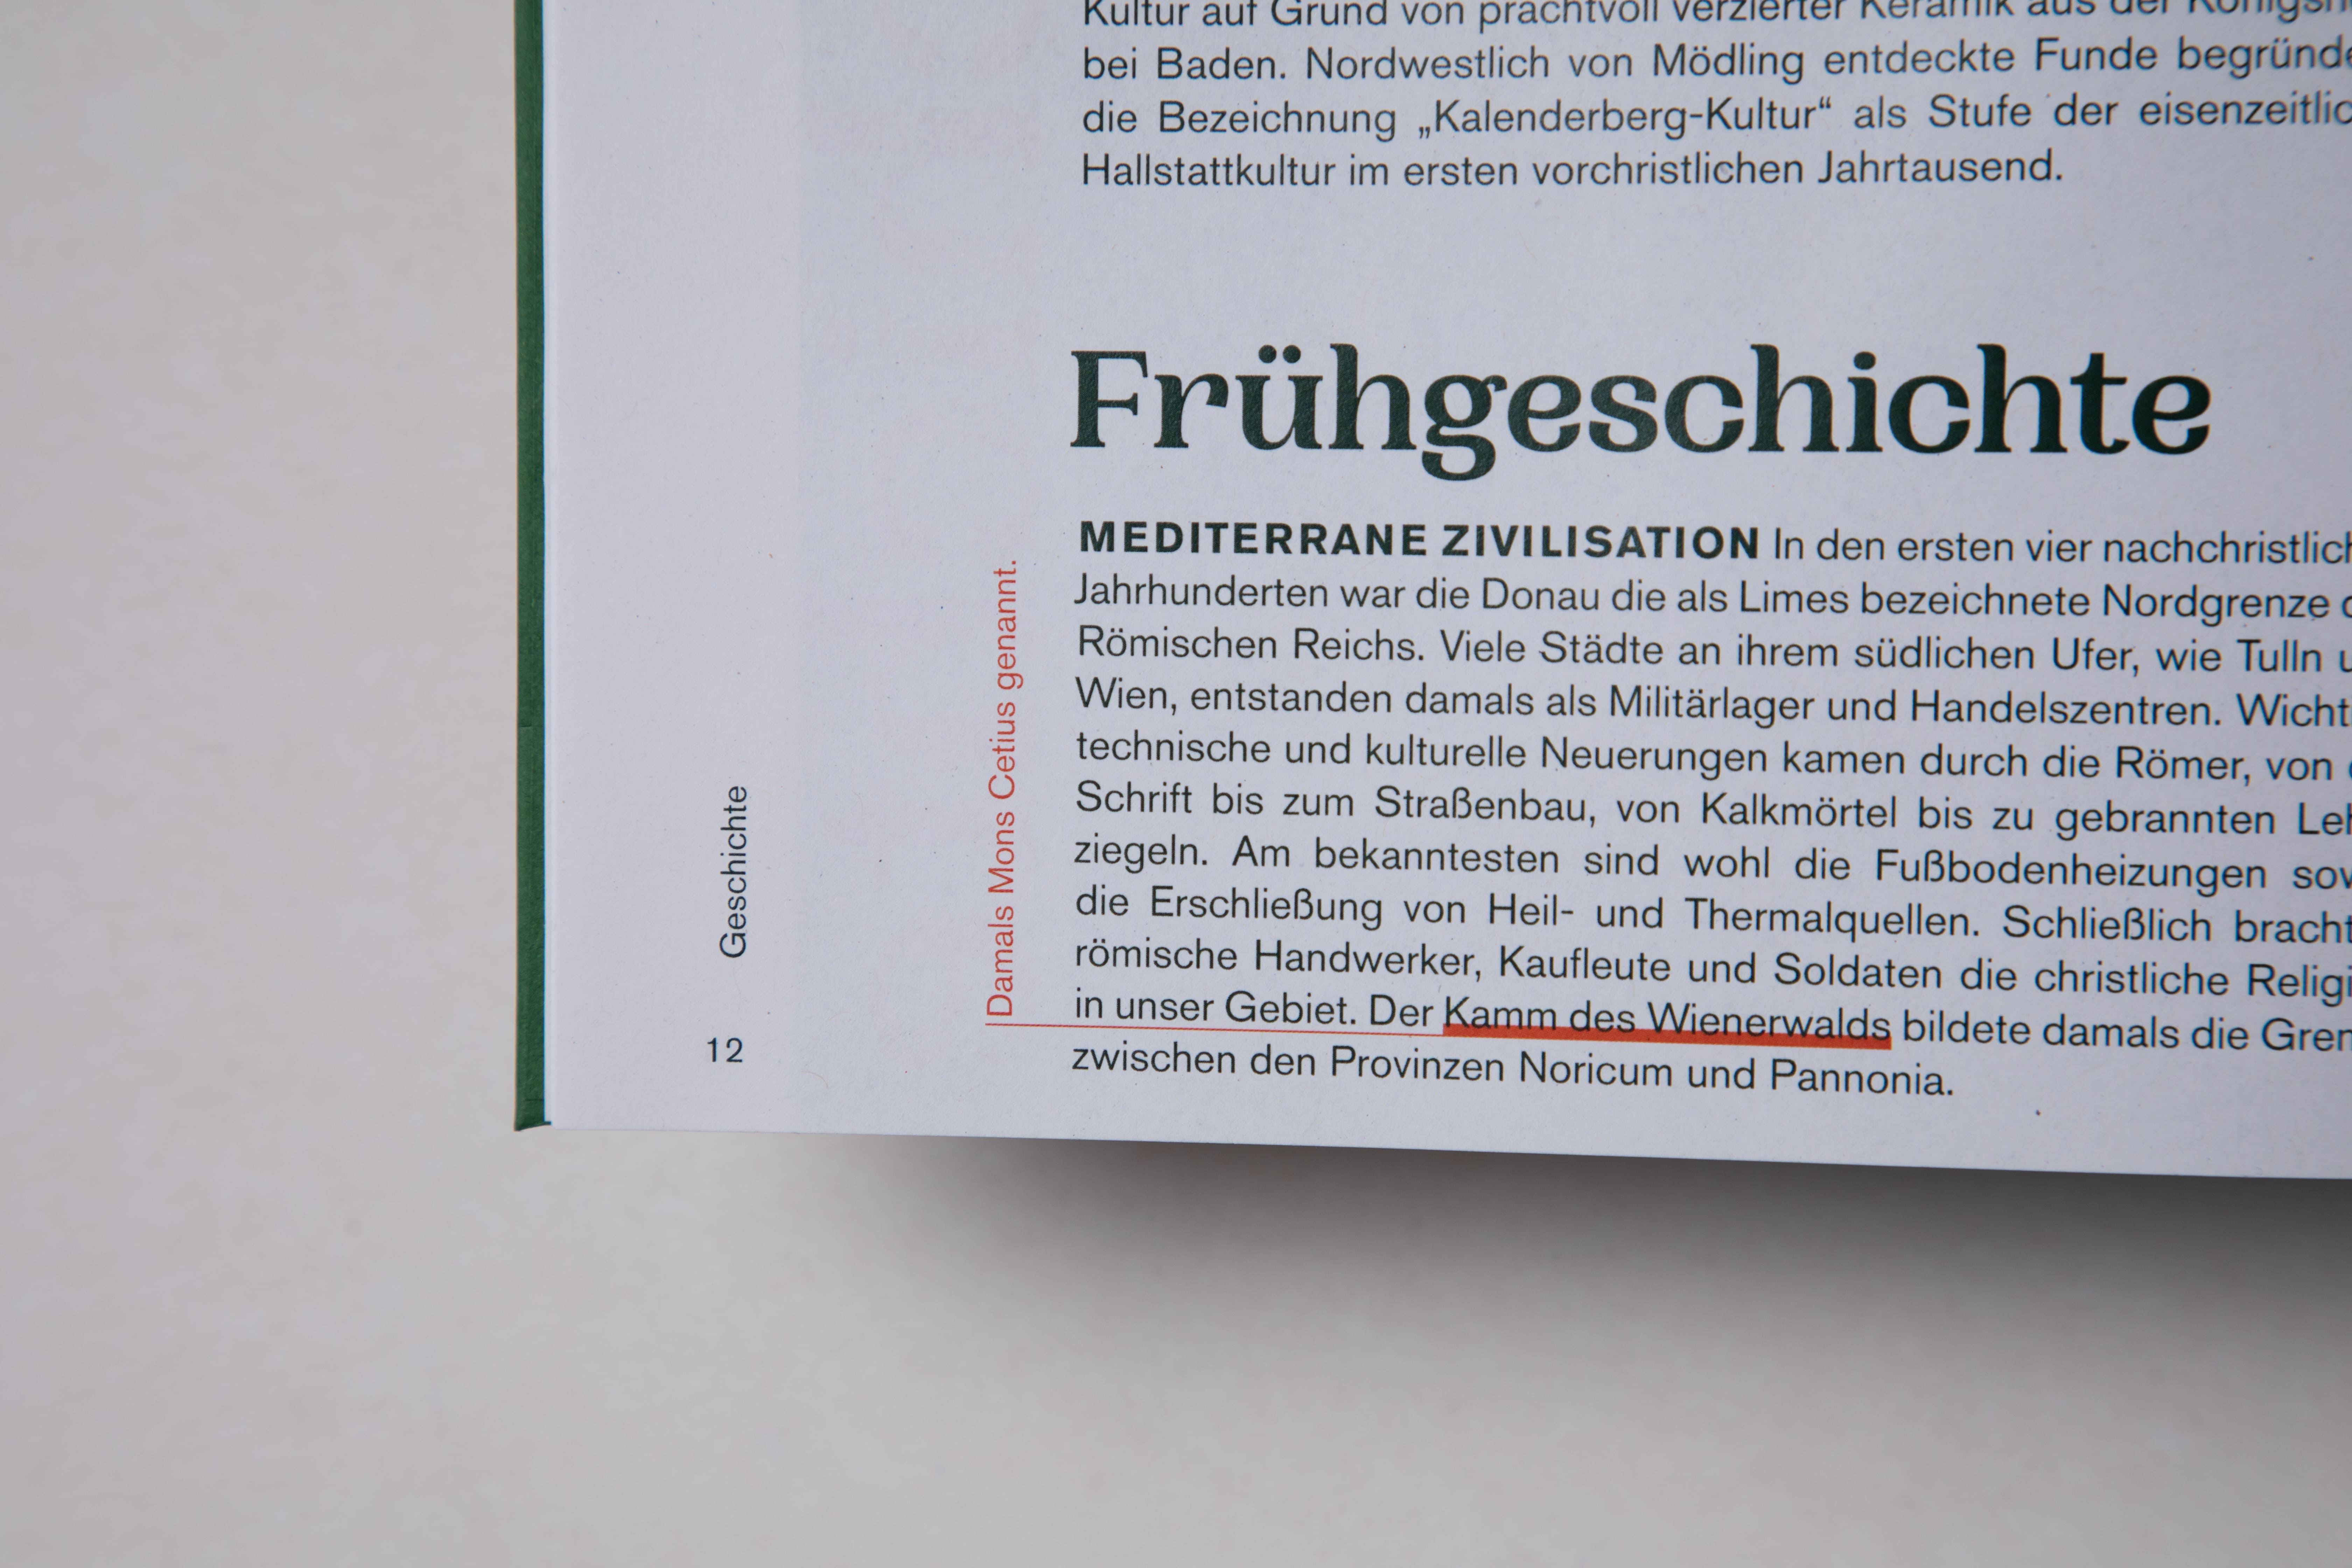 Kultur auf Grund von prachtvoll verzierter Keramik aus der
bei Baden. Nordwestlich von Mödling entdeckte Funde
die Bezeichnung „Kalenderberg-Kultur“ als Stufe der
Hallstattkultur im ersten vorchristlichen Jahrtausend.
Frühgeschichte
MEDITERRANE ZIVILISATION In den ersten vier
Jahrhunderten war die Donau die als Limes bezeichnete Nordgrenze
Römischen Reichs. Viele Städte an ihrem südlichen Ufer, wie Tulln
Wien, entstanden damals als Militärlager und Handelszentren.
technische und kulturelle Neuerungen kamen durch die Römer, von
Schrift bis zum Straßenbau, von Kalkmörtel bis zu gebrannten
ziegeln. Am bekanntesten sind wohl die Fußbodenheizungen
die Erschließung von Heil- und Thermalquellen. Schließlich
römische Handwerker, Kaufleute und Soldaten die christliche
in unser Gebiet. Der Kamm des Wienerwalds bildete damals die
zwischen den Provinzen Noricum und Pannonia.
Damals Mons Cetius genannt.
Geschichte
12